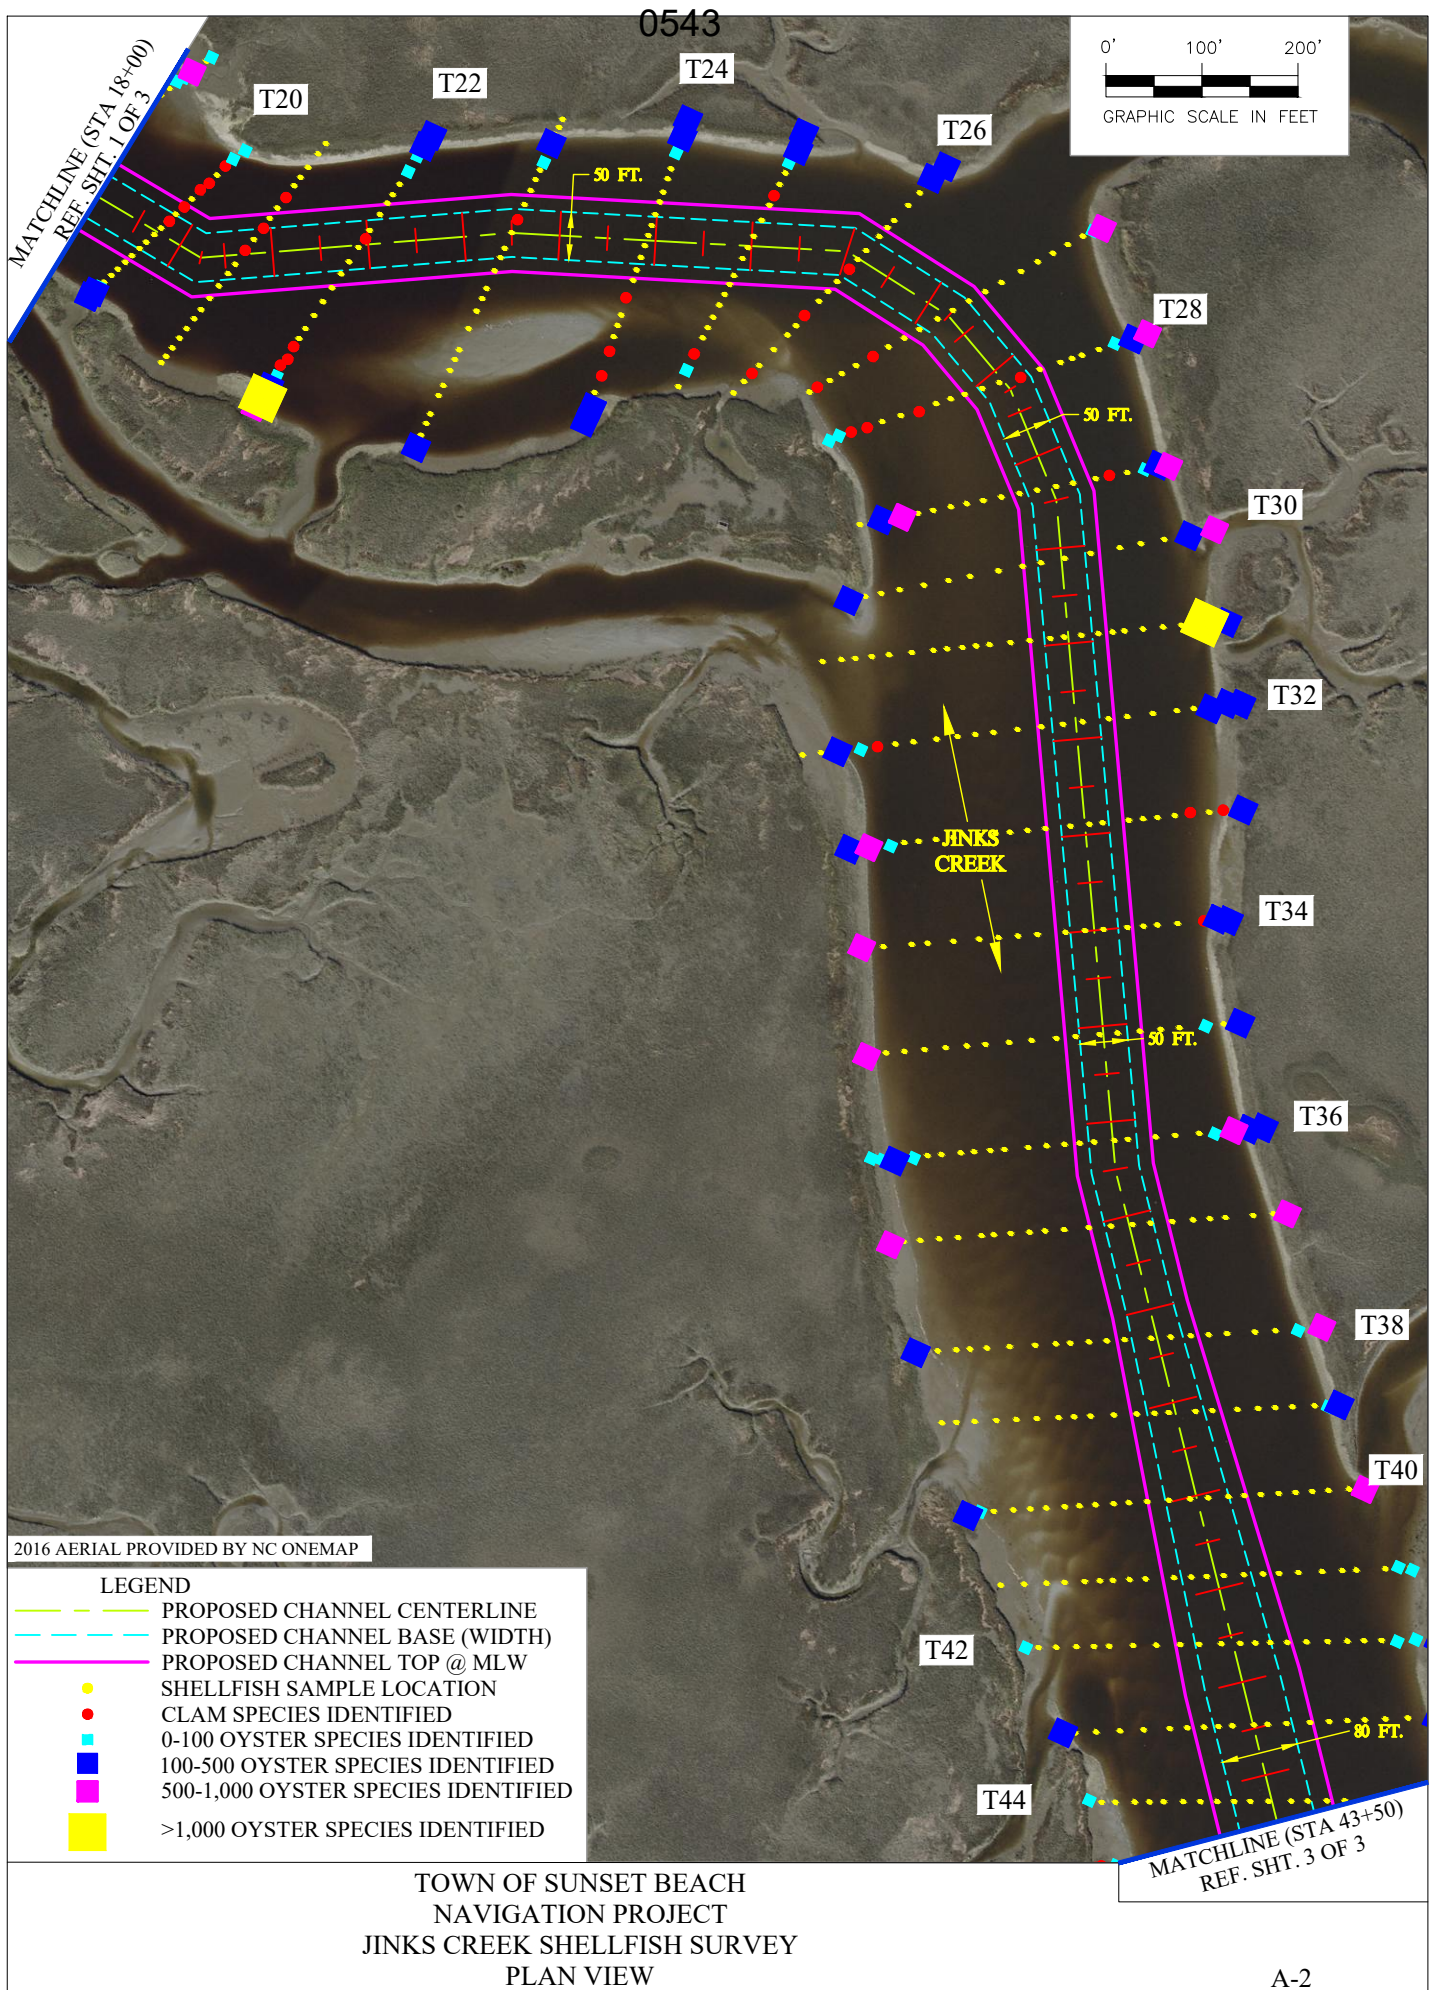 0543
0' 100' 200'
GRAPHIC SCALE IN FEET
MATCHLINE (STA 18+00)
REF. SHT. 1 OF 3
T20
T22
T24
T26
50 FT.
T28
50 FT.
T30
T32
JINKS
CREEK
T34
50 FT.
T36
T38
T40
2016 AERIAL PROVIDED BY NC ONEMAP
LEGEND
PROPOSED CHANNEL CENTERLINE
PROPOSED CHANNEL BASE (WIDTH)
PROPOSED CHANNEL TOP @ MLW
SHELLFISH SAMPLE LOCATION
CLAM SPECIES IDENTIFIED
0-100 OYSTER SPECIES IDENTIFIED
100-500 OYSTER SPECIES IDENTIFIED
500-1,000 OYSTER SPECIES IDENTIFIED
>1,000 OYSTER SPECIES IDENTIFIED
T42
80 FT.
T44
MATCHLINE (STA 43+50)
REF. SHT. 3 OF 3
TOWN OF SUNSET BEACH
NAVIGATION PROJECT
JINKS CREEK SHELLFISH SURVEY
PLAN VIEW
A-2